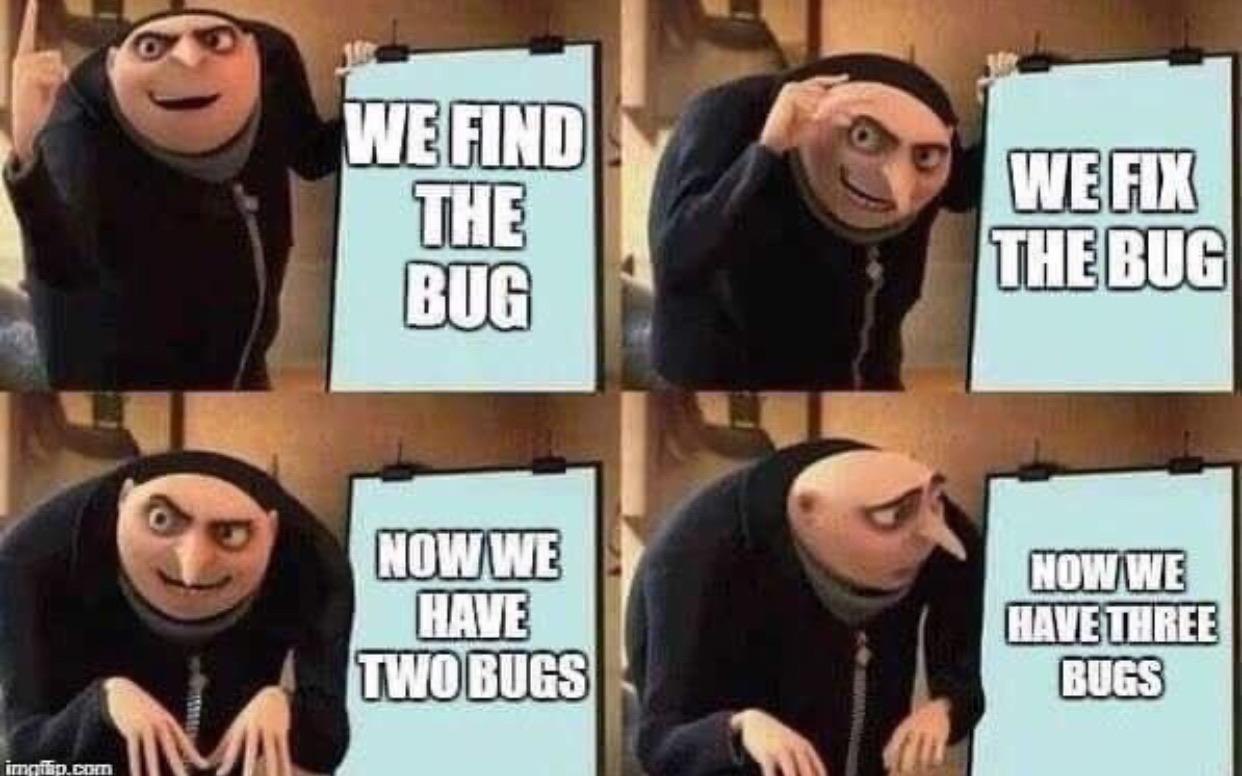 WE FIND
THE
BUG
WE FIX
THE BUG
NOW WE
HAVE
TWO BUGS
NOW WE
HAVE THREE
BUGS
imgflip.com